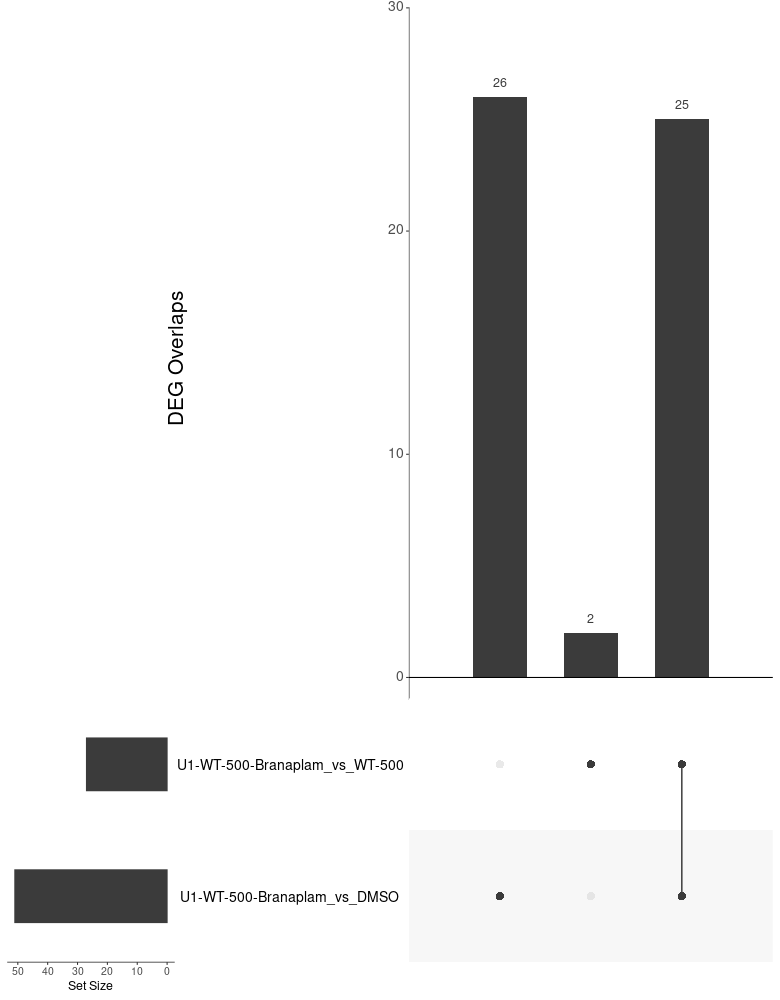 30
26
25
20
DEG Overlaps
10
2
0
U1-WT-500-Branaplam_vs_WT-500
U1-WT-500-Branaplam_vs_DMSO
50 40 30 20 10 0
Set Size